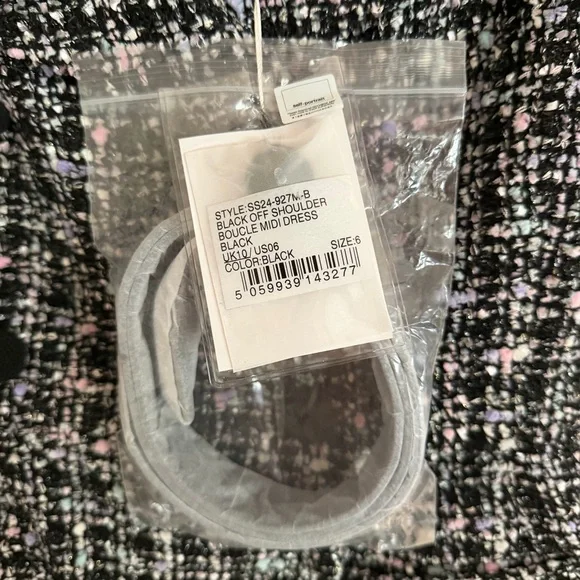 self-portrait
STYLE:SS24-927M-B
BLACK OFF SHOULDER
BOUCLE MIDI DRESS
BLACK
UK10/ US06
COLOR:BLACK SIZE:6
5 059939 143277